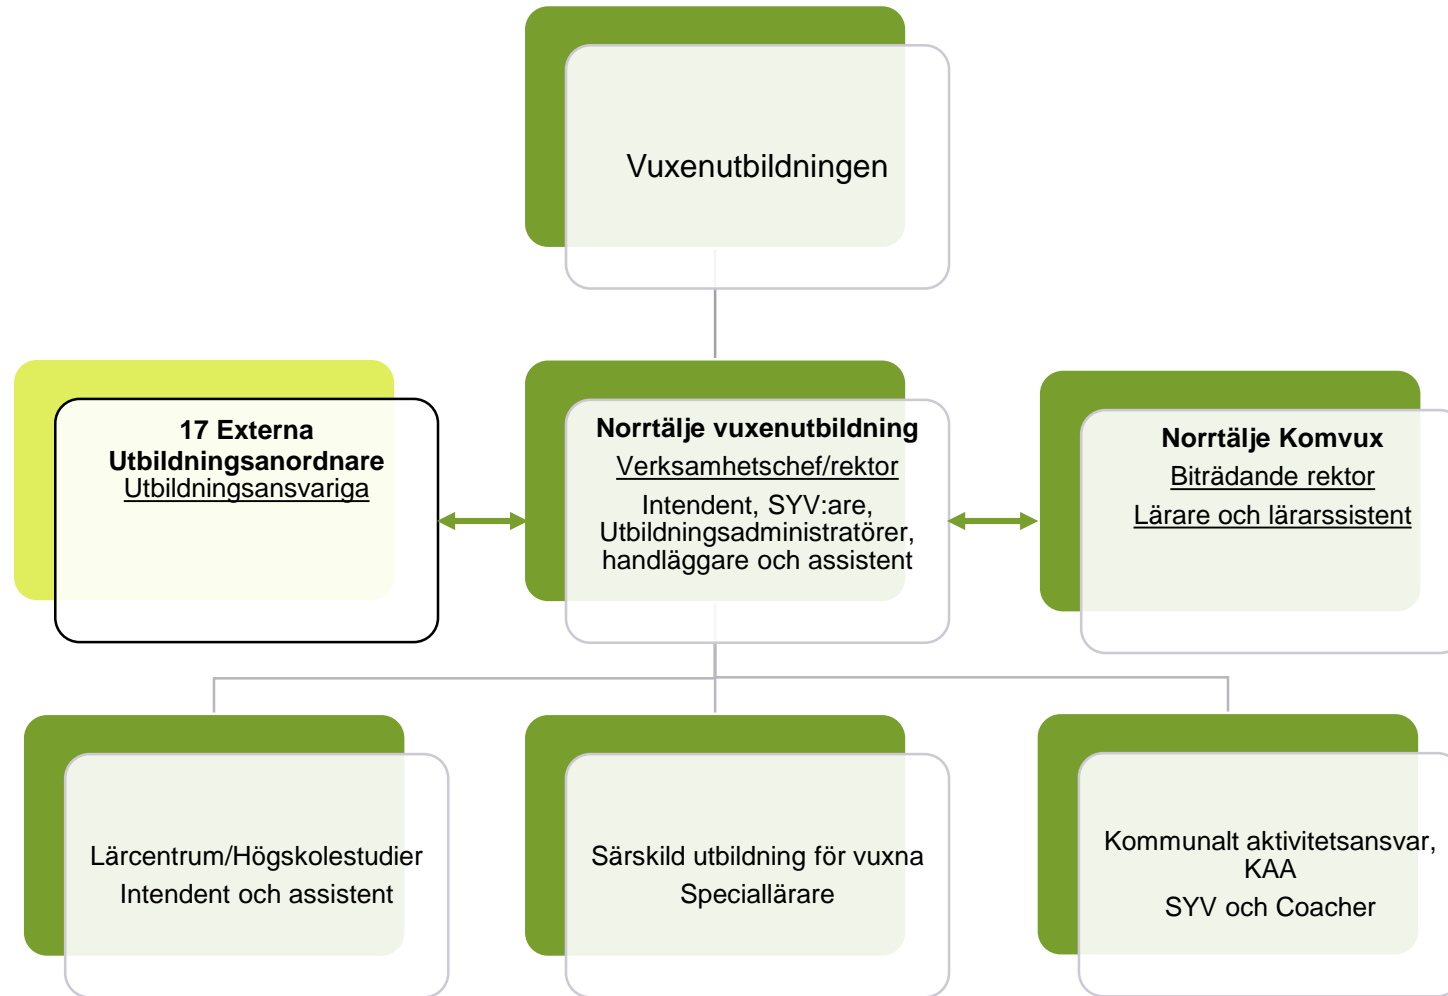 Vuxenutbildningen
17 Externa
Utbildningsanordnare
Utbildningsansvariga
Norrtälje vuxenutbildning
Verksamhetschef/rektor
Intendent, SYV:are,
Utbildningsadministratörer,
handläggare och assistent
Norrtälje Komvux
Biträdande rektor
Lärare och lärarssistent
Lärcentrum/Högskolestudier
Intendent och assistent
Särskild utbildning för vuxna
Speciallärare
Kommunalt aktivitetsansvar,
KAA
SYV och Coacher